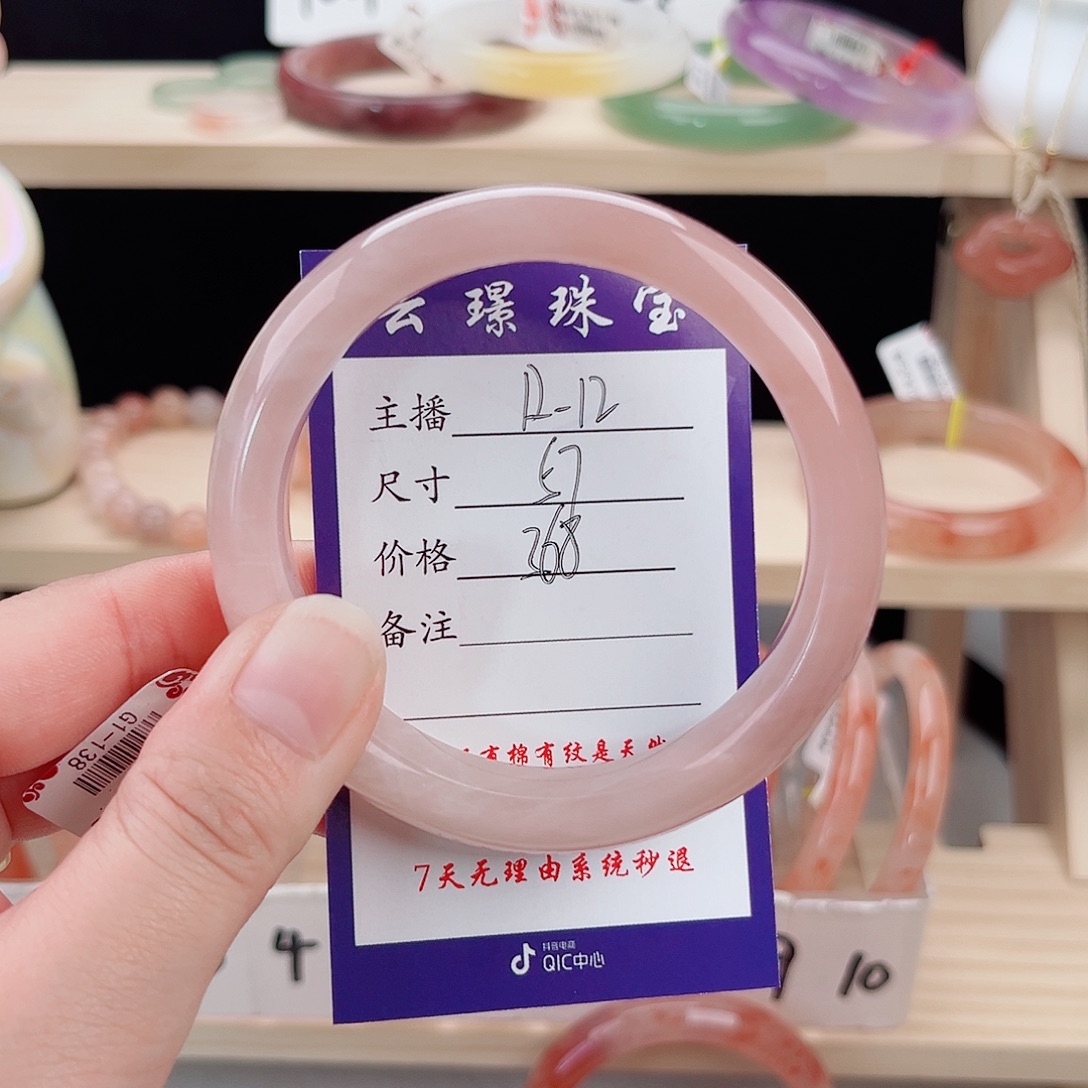 云璟珠宝
主播 12-12
尺寸 57
价格 368
备注
有棉有纹是天然
7天无理由系统秒退
抖音电商
QIC中心
G1-138
4
9
10